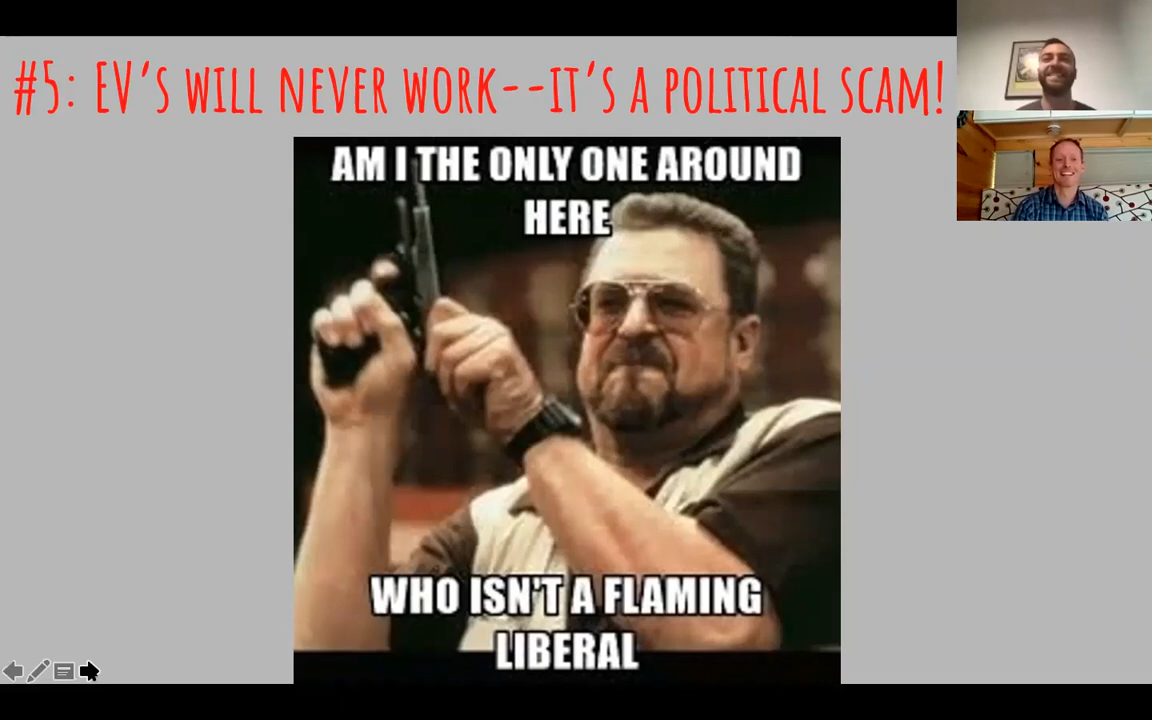 #5: EV'S WILL NEVER WORK--IT'S A POLITICAL SCAM!
AM I THE ONLY ONE AROUND
HERE
WHO ISN'T A FLAMING
LIBERAL